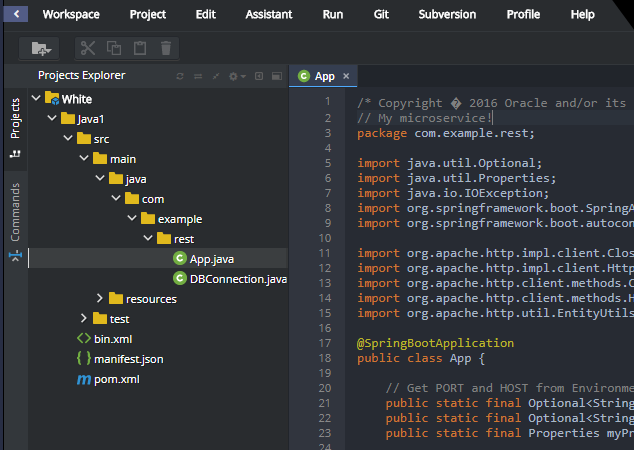 Workspace Project Edit Assistant Run Git Subversion Profile Help
Projects Explorer
App
Projects
Commands
White
Java1
src
main
java
com
example
rest
App.java
DBConnection.java
resources
test
bin.xml
manifest.json
pom.xml
1 /* Copyright � 2016 Oracle and/or its
2 // My microservice!
3 package com.example.rest;
4
5 import java.util.Optional;
6 import java.util.Properties;
7 import java.io.IOException;
8 import org.springframework.boot.SpringA
9 import org.springframework.boot.autocon
10
11 import org.apache.http.impl.client.Clos
12 import org.apache.http.impl.client.Http
13 import org.apache.http.client.methods.C
14 import org.apache.http.client.methods.H
15 import org.apache.http.util.EntityUtils
16
17 @SpringBootApplication
18 public class App {
19
20 // Get PORT and HOST from Environme
21 public static final Optional<String
22 public static final Optional<String
23 public static final Properties myPr
24